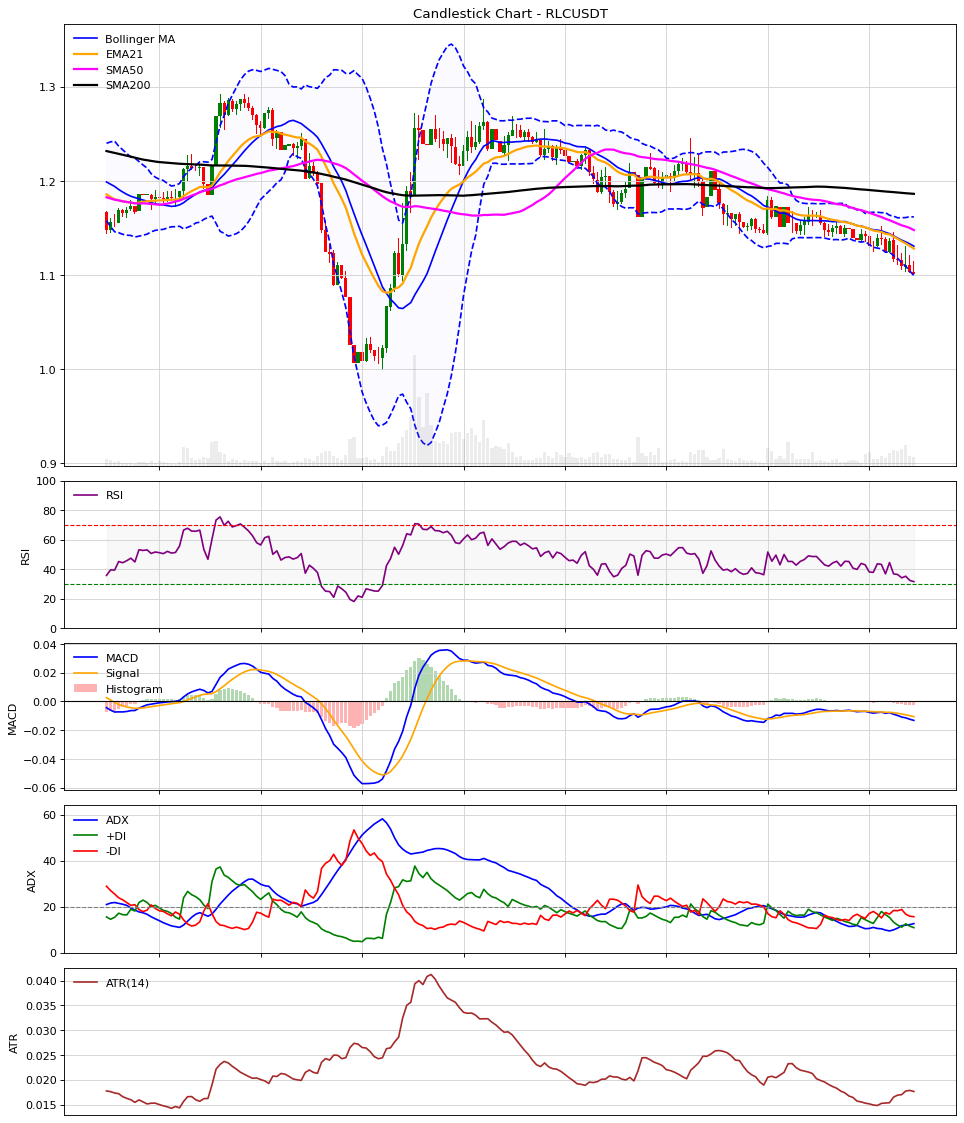 Candlestick Chart - RLCUSDT
Bollinger MA
EMA21
SMA50
SMA200
1.3
1.2
1.1
1.0
0.9
RSI
100
80
60
40
20
0
RSI
MACD
Signal
Histogram
0.04
0.02
0.00
−0.02
−0.04
−0.06
MACD
ADX
+DI
-DI
60
40
20
0
ADX
ATR(14)
0.040
0.035
0.030
0.025
0.020
0.015
ATR